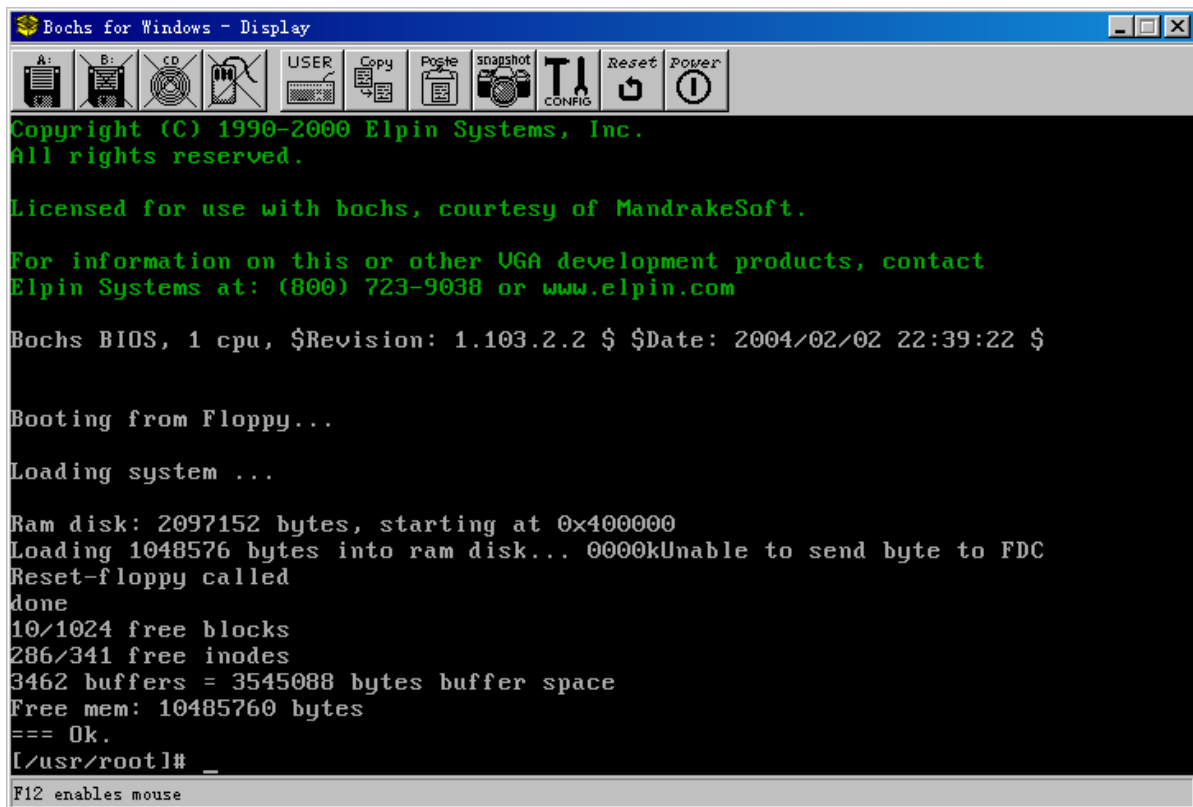 Bochs for Windows - Display
A: B: CD USER Copy Poste snapshot CONFIG Reset Power
Copyright (C) 1990-2000 Elpin Systems, Inc.
All rights reserved.
Licensed for use with bochs, courtesy of MandrakeSoft.
For information on this or other VGA development products, contact
Elpin Systems at: (800) 723-9038 or www.elpin.com
Bochs BIOS, 1 cpu, $Revision: 1.103.2.2 $ $Date: 2004/02/02 22:39:22 $
Booting from Floppy...
Loading system ...
Ram disk: 2097152 bytes, starting at 0x400000
Loading 1048576 bytes into ram disk... 0000kUnable to send byte to FDC
Reset-floppy called
done
10/1024 free blocks
286/341 free inodes
3462 buffers = 3545088 bytes buffer space
Free mem: 10485760 bytes
=== Ok.
[/usr/root]# _
F12 enables mouse